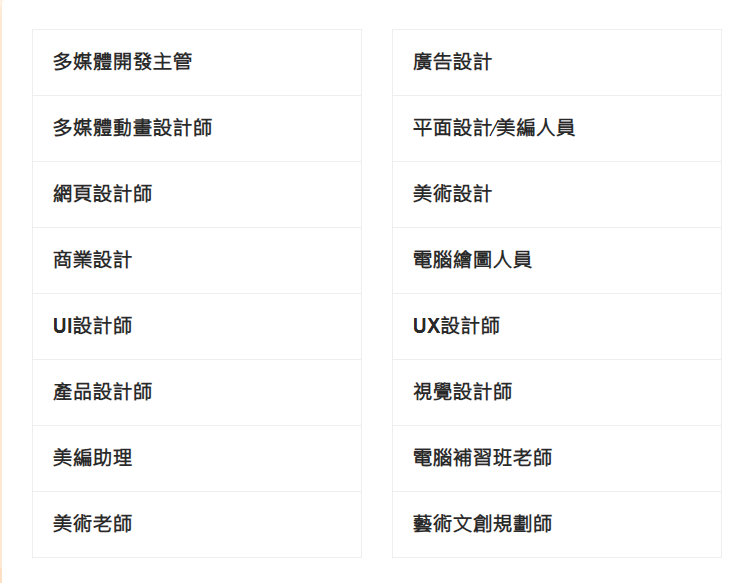 多媒體開發主管
廣告設計
多媒體動畫設計師
平面設計/美編人員
網頁設計師
美術設計
商業設計
電腦繪圖人員
UI設計師
UX設計師
產品設計師
視覺設計師
美編助理
電腦補習班老師
美術老師
藝術文創規劃師